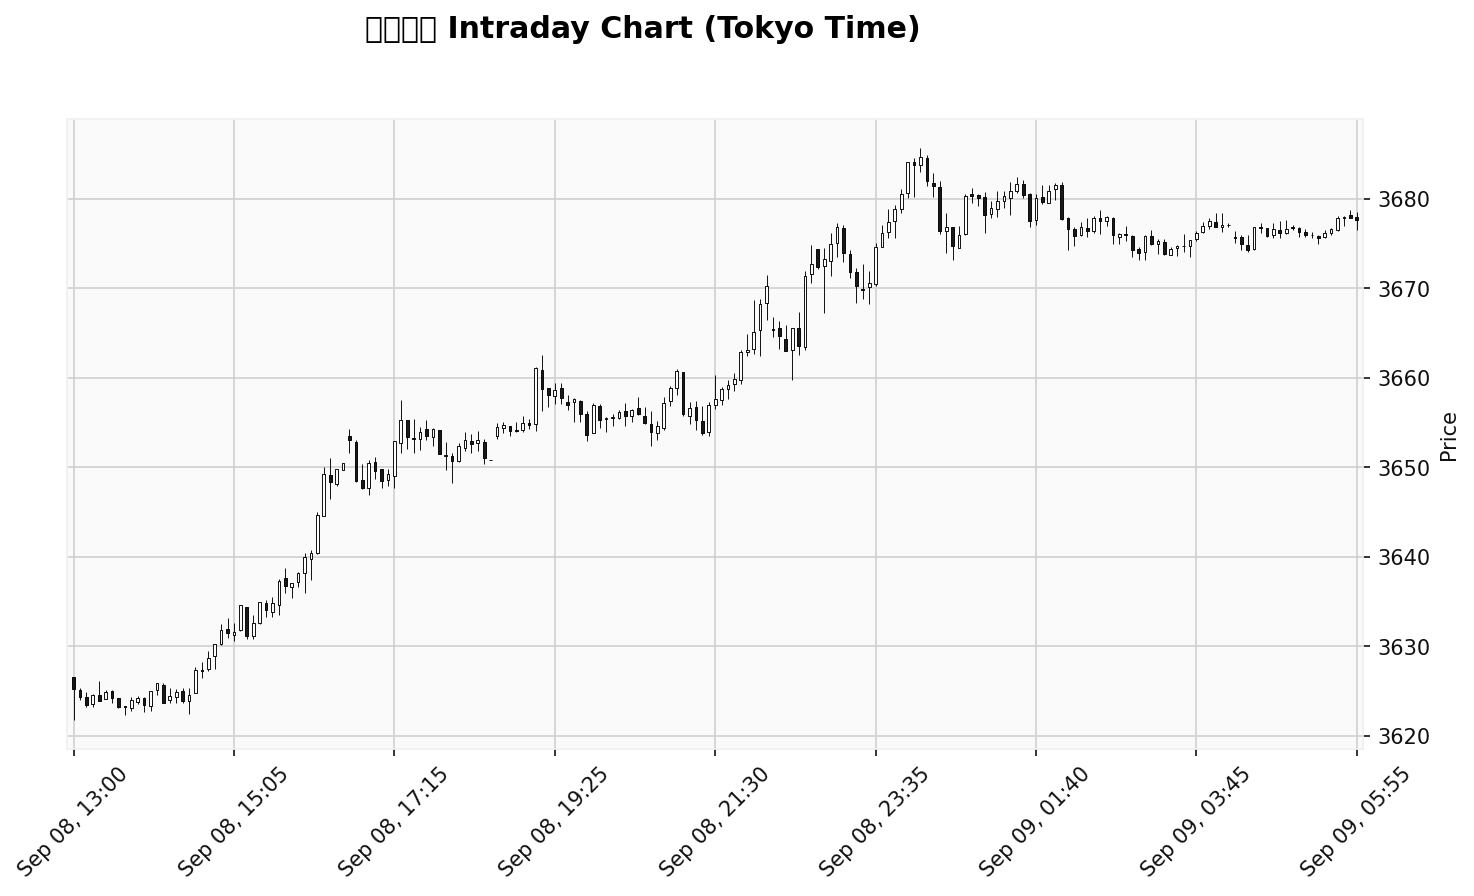 Intraday Chart (Tokyo Time)
3680
3670
3660
3650
3640
3630
3620
Price
Sep 08, 13:00
Sep 08, 15:05
Sep 08, 17:15
Sep 08, 19:25
Sep 08, 21:30
Sep 08, 23:35
Sep 09, 01:40
Sep 09, 03:45
Sep 09, 05:55